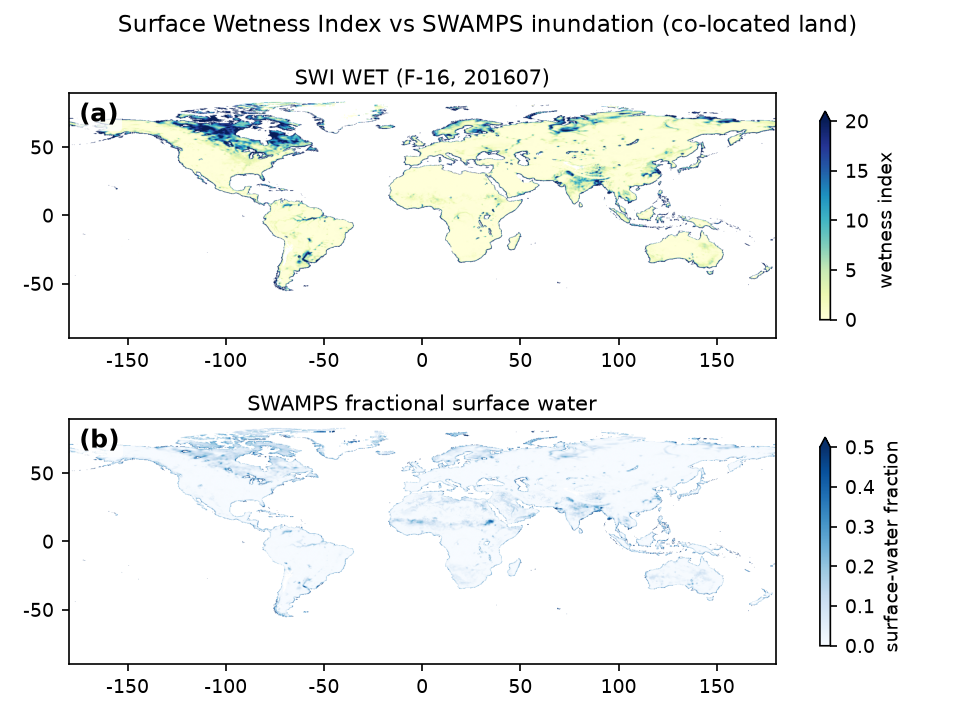 Surface Wetness Index vs SWAMPS inundation (co-located land)
SWI WET (F-16, 201607)
(a)
50
0
-50
-150 -100 -50 0 50 100 150
20
15
10
5
0
wetness index
SWAMPS fractional surface water
(b)
50
0
-50
-150 -100 -50 0 50 100 150
0.5
0.4
0.3
0.2
0.1
0.0
surface-water fraction